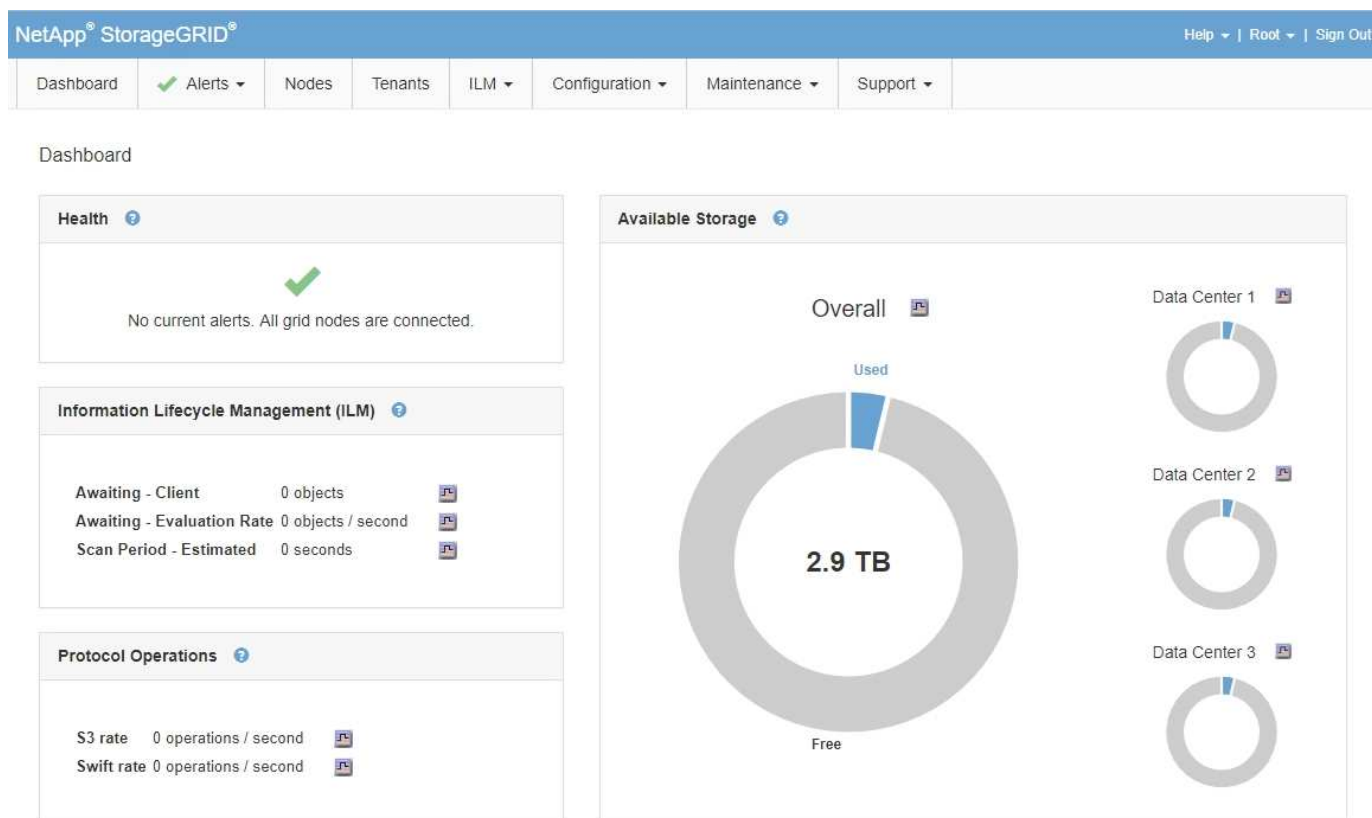 NetApp® StorageGRID®
Help | Root | Sign Out
Dashboard
Alerts
Nodes
Tenants
ILM
Configuration
Maintenance
Support
Dashboard
Health
No current alerts. All grid nodes are connected.
Information Lifecycle Management (ILM)
Awaiting - Client 0 objects
Awaiting - Evaluation Rate 0 objects / second
Scan Period - Estimated 0 seconds
Protocol Operations
S3 rate 0 operations / second
Swift rate 0 operations / second
Available Storage
Overall
Used
2.9 TB
Free
Data Center 1
Data Center 2
Data Center 3